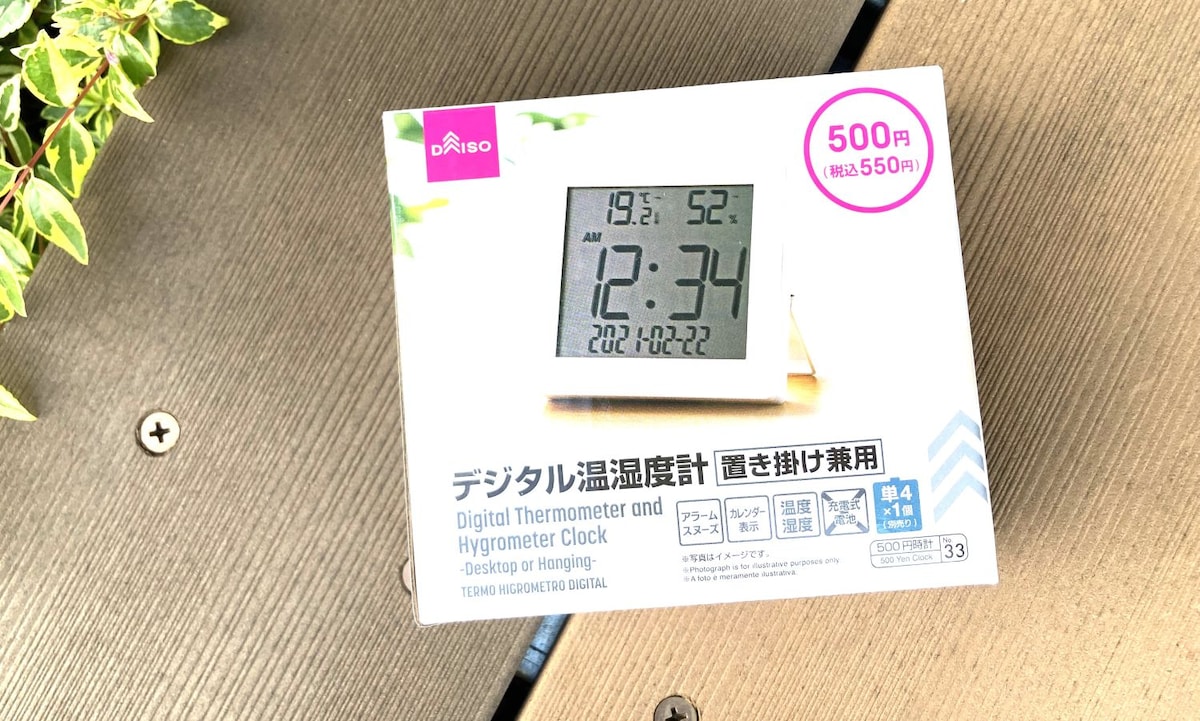 DAISO
500円
(税込550円)
19.2℃
52%
AM
12:34
2021-02-22
デジタル温湿度計 置き掛け兼用
Digital Thermometer and
Hygrometer Clock
-Desktop or Hanging-
TERMO HIGROMETRO DIGITAL
アラーム
スヌーズ
カレンダー
表示
温度
湿度
充電式
電池
単4
×1個
(別売り)
※写真はイメージです。
※Photograph is for illustrative purposes only.
※A foto é meramente ilustrativa.
500円時計
500 Yen Clock
No
33